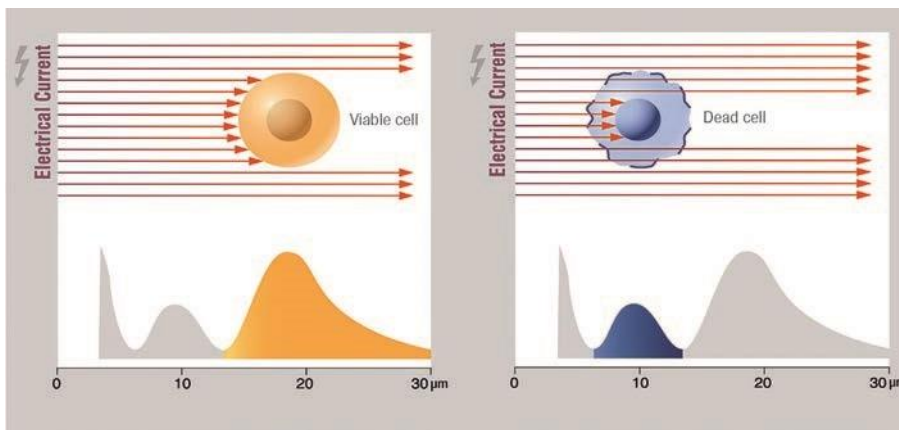 Electrical Current
Viable cell
0
10
20
30 µm
Electrical Current
Dead cell
0
10
20
30 µm